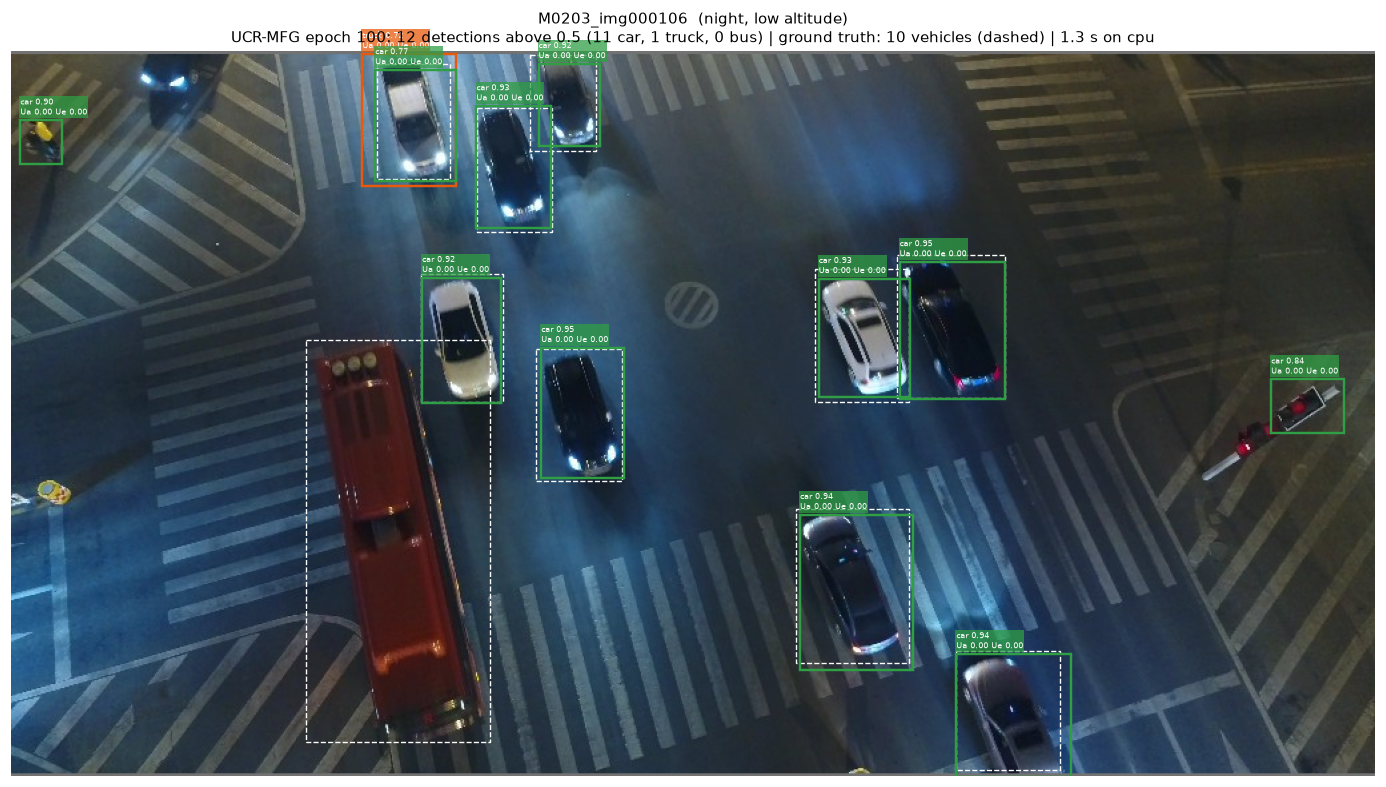 M0203_img000106 (night, low altitude)
UCR-MFG epoch 100: 12 detections above 0.5 (11 car, 1 truck, 0 bus) | ground truth: 10 vehicles (dashed) | 1.3 s on cpu
car 0.77
Ua 0.00 Ue 0.00
car 0.92
Ua 0.00 Ue 0.00
car 0.93
Ua 0.00 Ue 0.00
car 0.90
Ua 0.00 Ue 0.00
car 0.92
Ua 0.00 Ue 0.00
car 0.93
Ua 0.00 Ue 0.00
car 0.95
Ua 0.00 Ue 0.00
car 0.95
Ua 0.00 Ue 0.00
car 0.84
Ua 0.00 Ue 0.00
car 0.94
Ua 0.00 Ue 0.00
car 0.94
Ua 0.00 Ue 0.00